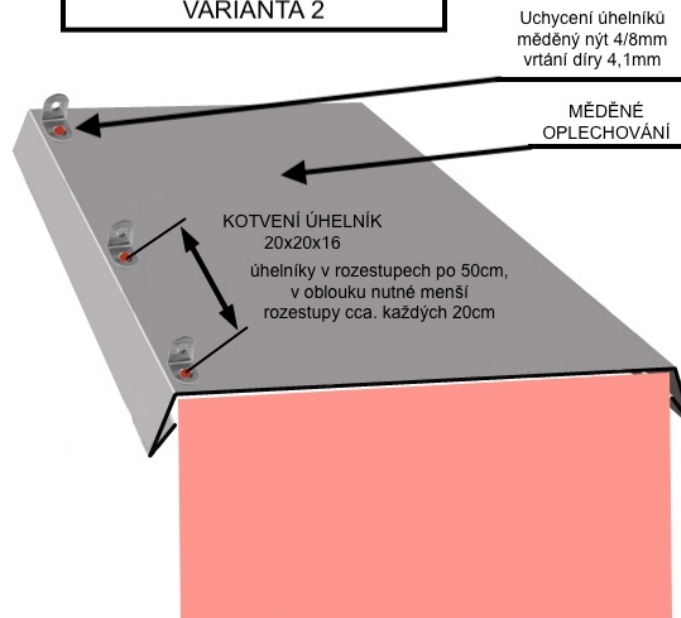 VARIANTA 2
Uchycení úhelníků
měděný nýt 4/8mm
vrtání díry 4,1mm
MĚDĚNÉ
OPLECHOVÁNÍ
KOTVENÍ ÚHELNÍK
20x20x16
úhelníky v rozestupech po 50cm,
v oblouku nutné menší
rozestupy cca. každých 20cm